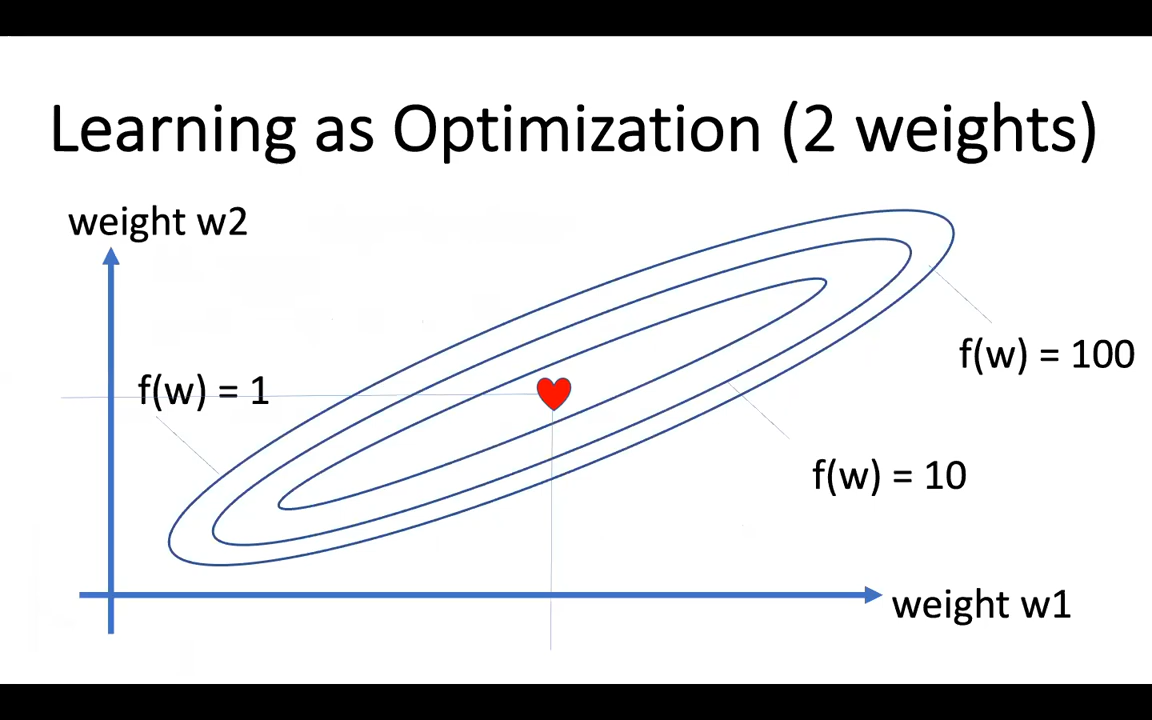 Learning as Optimization (2 weights)
weight w2
f(w) = 1
f(w) = 100
f(w) = 10
weight w1